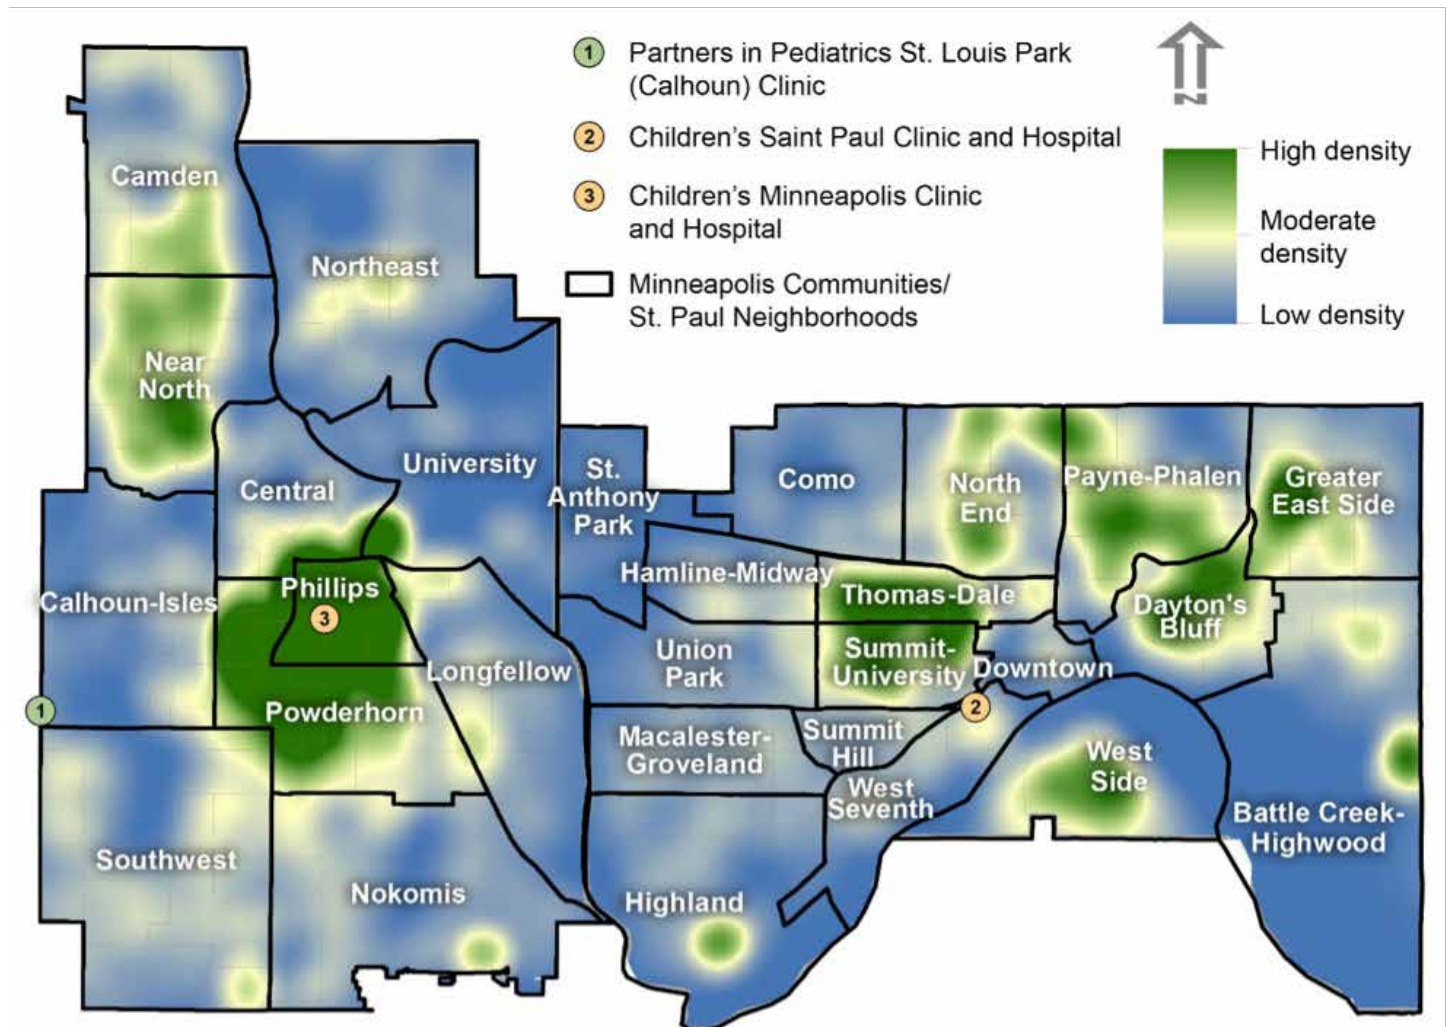 1
Partners in Pediatrics St. Louis Park
(Calhoun) Clinic
2
Children's Saint Paul Clinic and Hospital
3
Children's Minneapolis Clinic
and Hospital
Minneapolis Communities/
St. Paul Neighborhoods
N
High density
Moderate
density
Low density
Camden
Northeast
Near
North
University
Central
St.
Anthony
Park
Como
North
End
Payne-Phalen
Greater
East Side
Calhoun-Isles
Phillips
3
Hamline-Midway
Thomas-Dale
Dayton's
Bluff
Longfellow
Union
Park
Summit-
University
Downtown
1
Powderhorn
2
Macalester-
Groveland
Summit
Hill
West
Seventh
West
Side
Battle Creek-
Highwood
Southwest
Nokomis
Highland